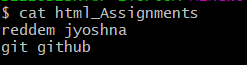 $ cat html_Assignments
reddem jyoshna
git github